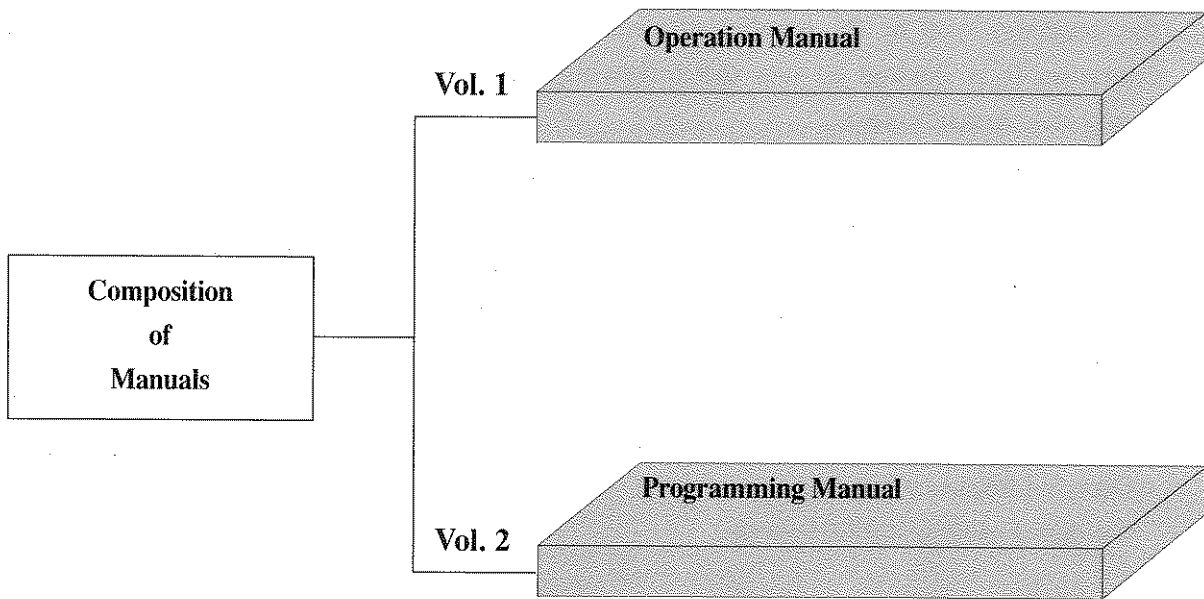 Operation Manual
Vol. 1
Composition
of
Manuals
Programming Manual
Vol. 2